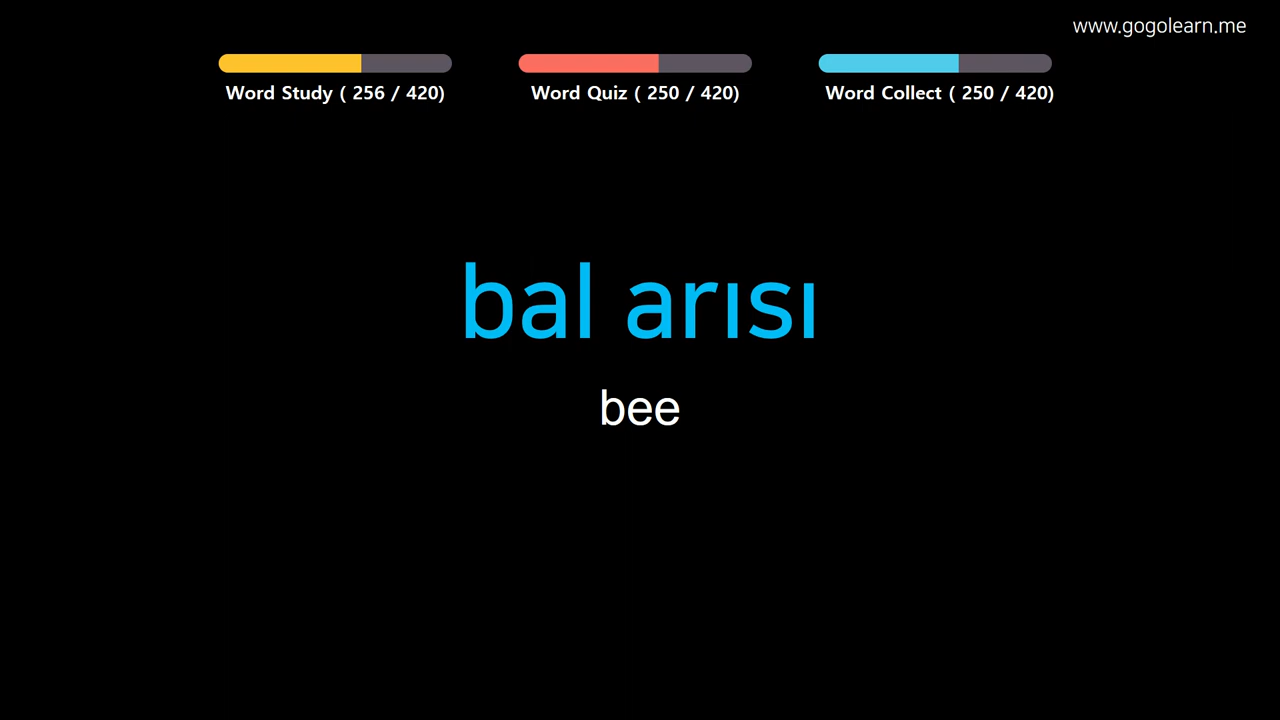 www.gogolearn.me
Word Study ( 256 / 420)
Word Quiz ( 250 / 420)
Word Collect ( 250 / 420)
bal arısı
bee